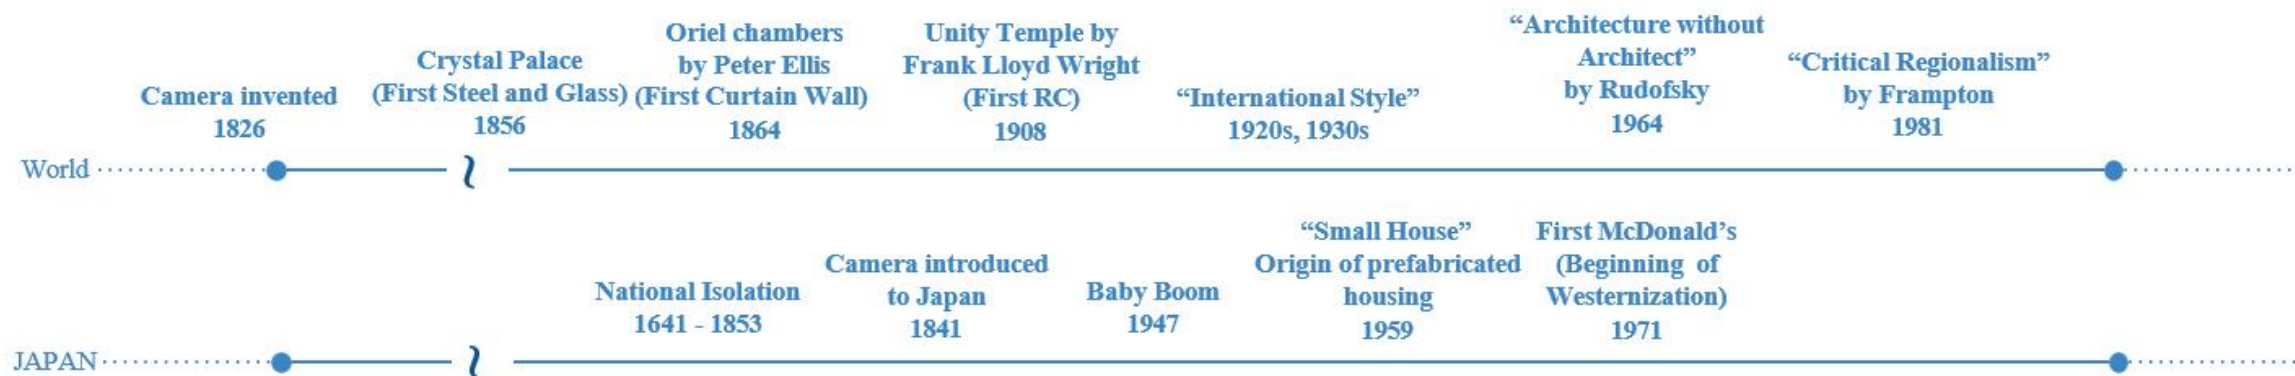 Camera invented
1826
Crystal Palace
(First Steel and Glass)
1856
Oriel chambers
by Peter Ellis
(First Curtain Wall)
1864
Unity Temple by
Frank Lloyd Wright
(First RC)
1908
“International Style”
1920s, 1930s
“Architecture without
Architect”
by Rudofsky
1964
“Critical Regionalism”
by Frampton
1981
World
National Isolation
1641 - 1853
Camera introduced
to Japan
1841
Baby Boom
1947
“Small House”
Origin of prefabricated
housing
1959
First McDonald’s
(Beginning of
Westernization)
1971
JAPAN